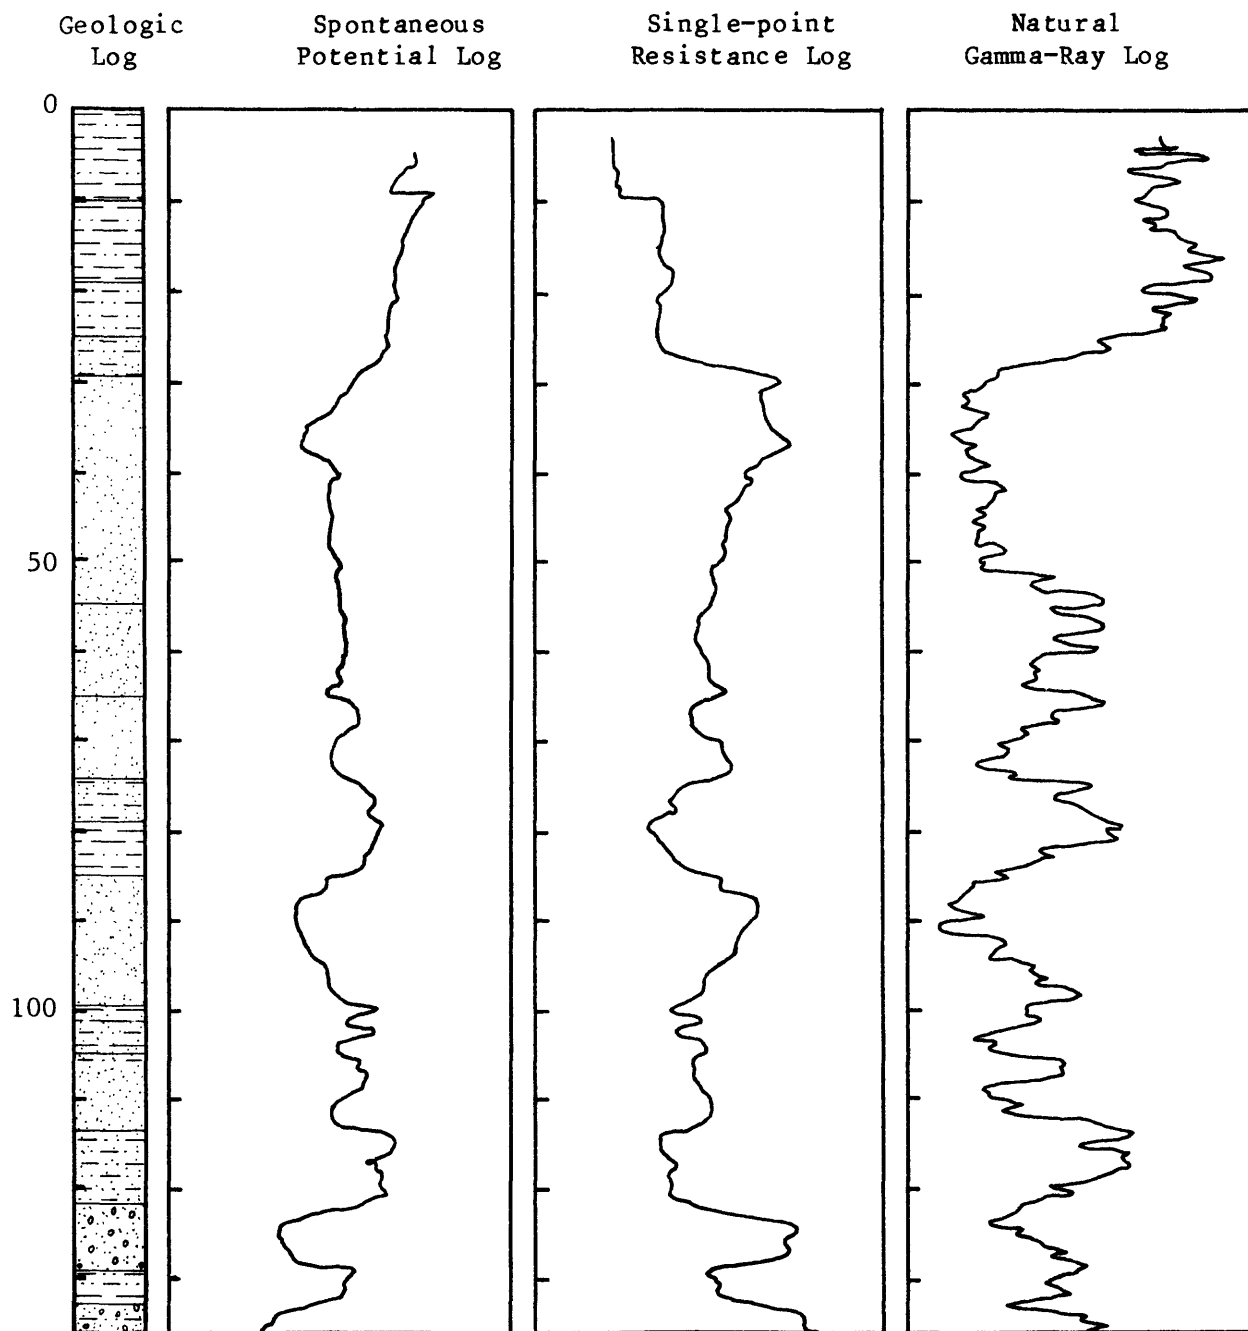 Geologic
Log
Spontaneous
Potential Log
Single-point
Resistance Log
Natural
Gamma-Ray Log
0
50
100